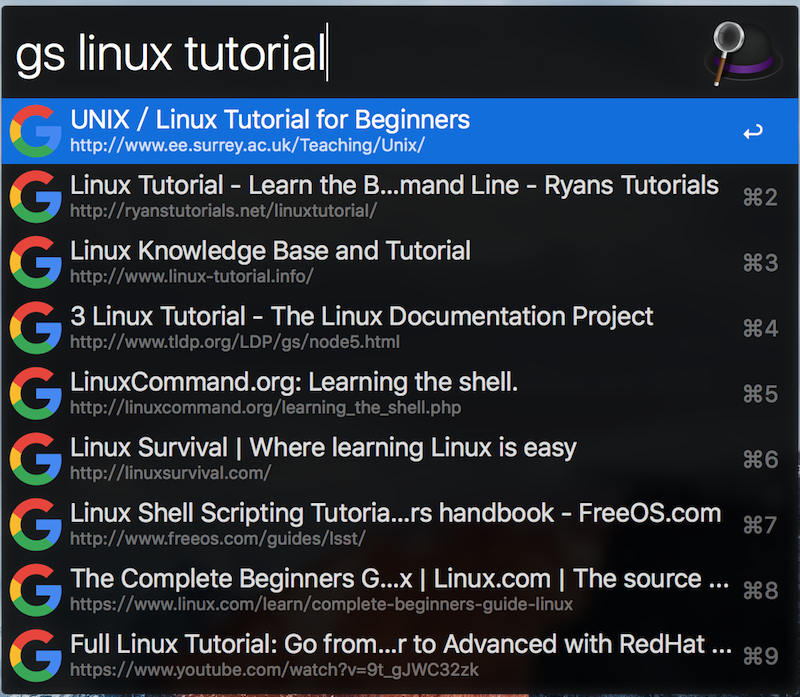 gs linux tutorial
UNIX / Linux Tutorial for Beginners
http://www.ee.surrey.ac.uk/Teaching/Unix/
Linux Tutorial - Learn the B...mand Line - Ryans Tutorials
http://ryanstutorials.net/linuxtutorial/
⌘2
Linux Knowledge Base and Tutorial
http://www.linux-tutorial.info/
⌘3
3 Linux Tutorial - The Linux Documentation Project
http://www.tldp.org/LDP/gs/node5.html
⌘4
LinuxCommand.org: Learning the shell.
http://linuxcommand.org/learning_the_shell.php
⌘5
Linux Survival | Where learning Linux is easy
http://linuxsurvival.com/
⌘6
Linux Shell Scripting Tutoria...rs handbook - FreeOS.com
http://www.freeos.com/guides/lsst/
⌘7
The Complete Beginners G...x | Linux.com | The source ...
https://www.linux.com/learn/complete-beginners-guide-linux
⌘8
Full Linux Tutorial: Go from...r to Advanced with RedHat ...
https://www.youtube.com/watch?v=9t_gJWC32zk
⌘9